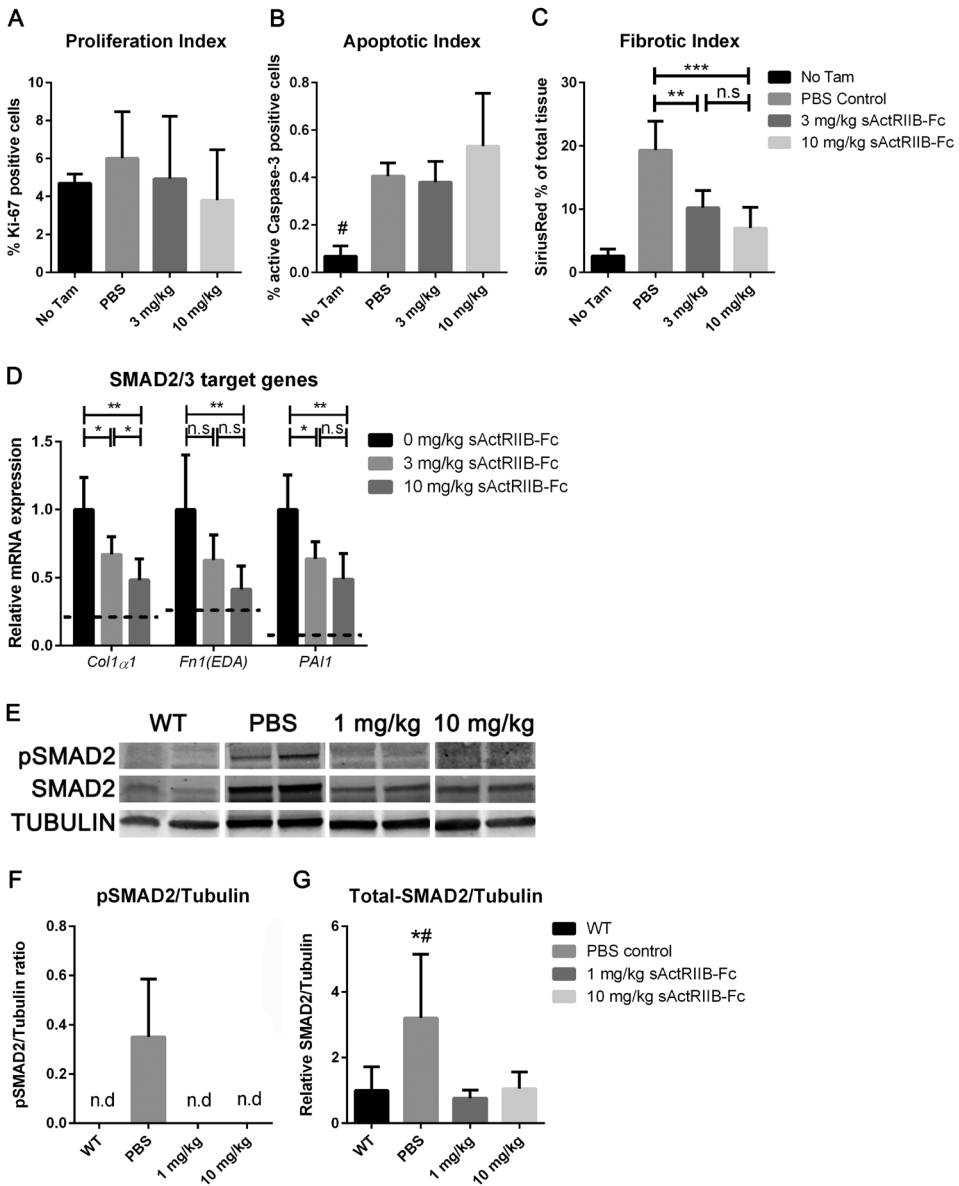 A
Proliferation Index
% Ki-67 positive cells
10
8
6
4
2
0
No Tam
PBS
3 mg/kg
10 mg/kg
B
Apoptotic Index
% active Caspase-3 positive cells
0.8
0.6
0.4
0.2
0.0
#
No Tam
PBS
3 mg/kg
10 mg/kg
C
Fibrotic Index
SiriusRed % of total tissue
30
20
10
0
***
**
n.s
No Tam
PBS
3 mg/kg
10 mg/kg
No Tam
PBS Control
3 mg/kg sActRIIB-Fc
10 mg/kg sActRIIB-Fc
D
SMAD2/3 target genes
Relative mRNA expression
1.5
1.0
0.5
0.0
** ** **
* * n.s n.s * n.s
Col1α1
Fn1(EDA)
PAI1
0 mg/kg sActRIIB-Fc
3 mg/kg sActRIIB-Fc
10 mg/kg sActRIIB-Fc
E
WT PBS 1 mg/kg 10 mg/kg
pSMAD2
SMAD2
TUBULIN
F
pSMAD2/Tubulin
pSMAD2/Tubulin ratio
0.8
0.6
0.4
0.2
0.0
n.d n.d n.d
WT
PBS
1 mg/kg
10 mg/kg
G
Total-SMAD2/Tubulin
Relative SMAD2/Tubulin
6
4
2
0
*#
WT
PBS
1 mg/kg
10 mg/kg
WT
PBS control
1 mg/kg sActRIIB-Fc
10 mg/kg sActRIIB-Fc